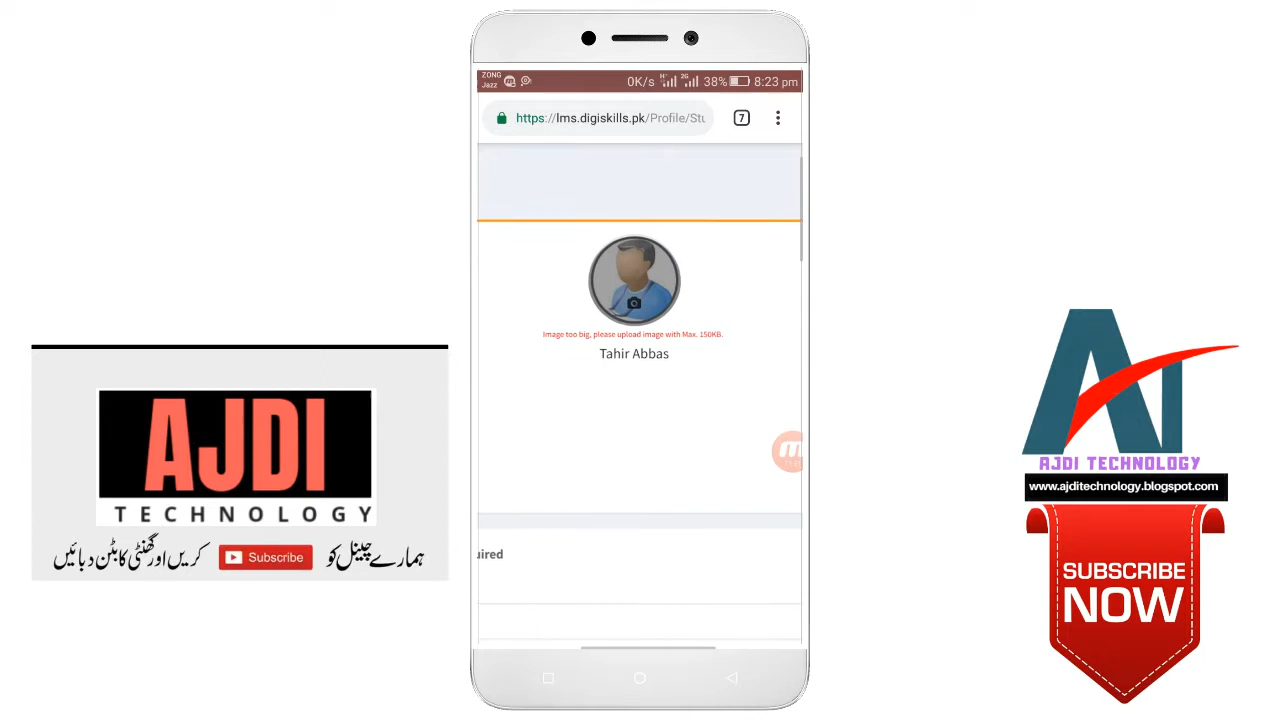 ZONG
Jazz
0K/s
H+
2G
38%
8:23 pm
https://lms.digiskills.pk/Profile/Stu
7
Image too big, please upload image with Max. 150KB.
Tahir Abbas
uired
AJDI
TECHNOLOGY
ہمارے چینل کو Subscribe کریں اور گھنٹی کا بٹن دبائیں
AJDI TECHNOLOGY
www.ajditechnology.blogspot.com
SUBSCRIBE
NOW